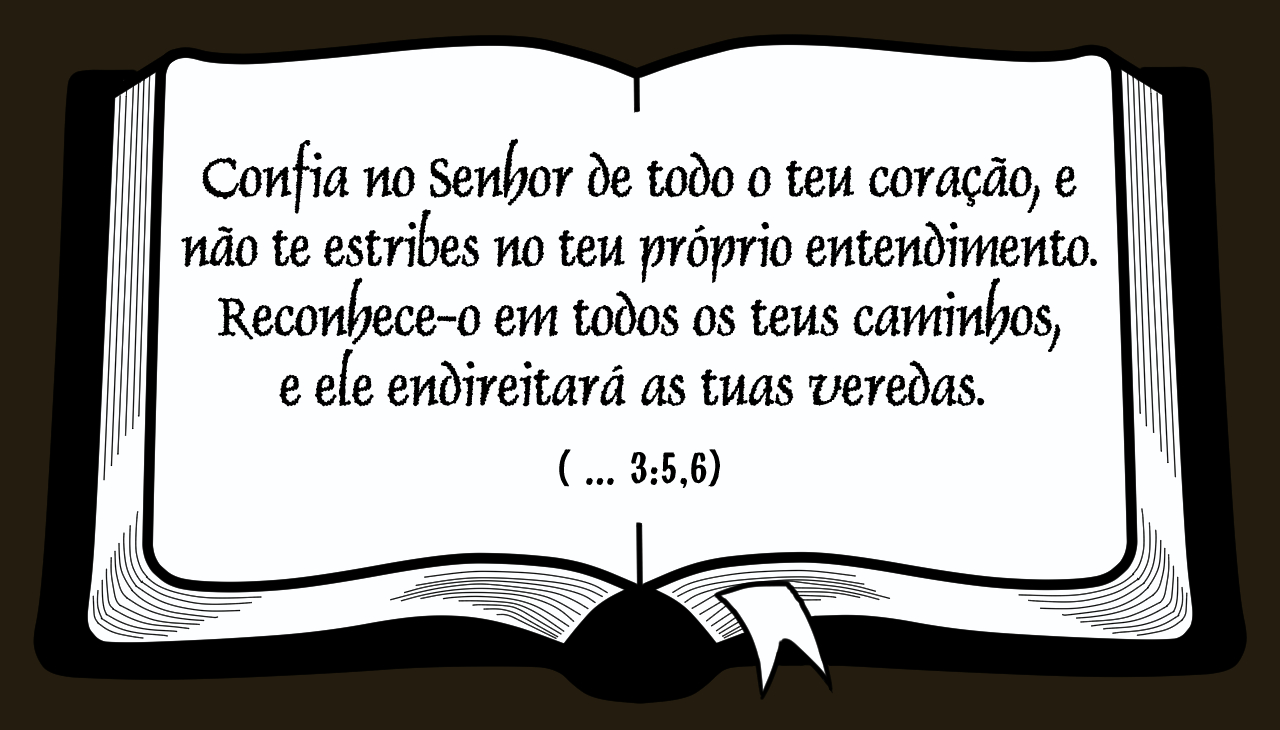 Confia no Senhor de todo o teu coração, e
não te estribes no teu próprio entendimento.
Reconhece-o em todos os teus caminhos,
e ele endireitará as tuas veredas.
( ... 3:5,6)